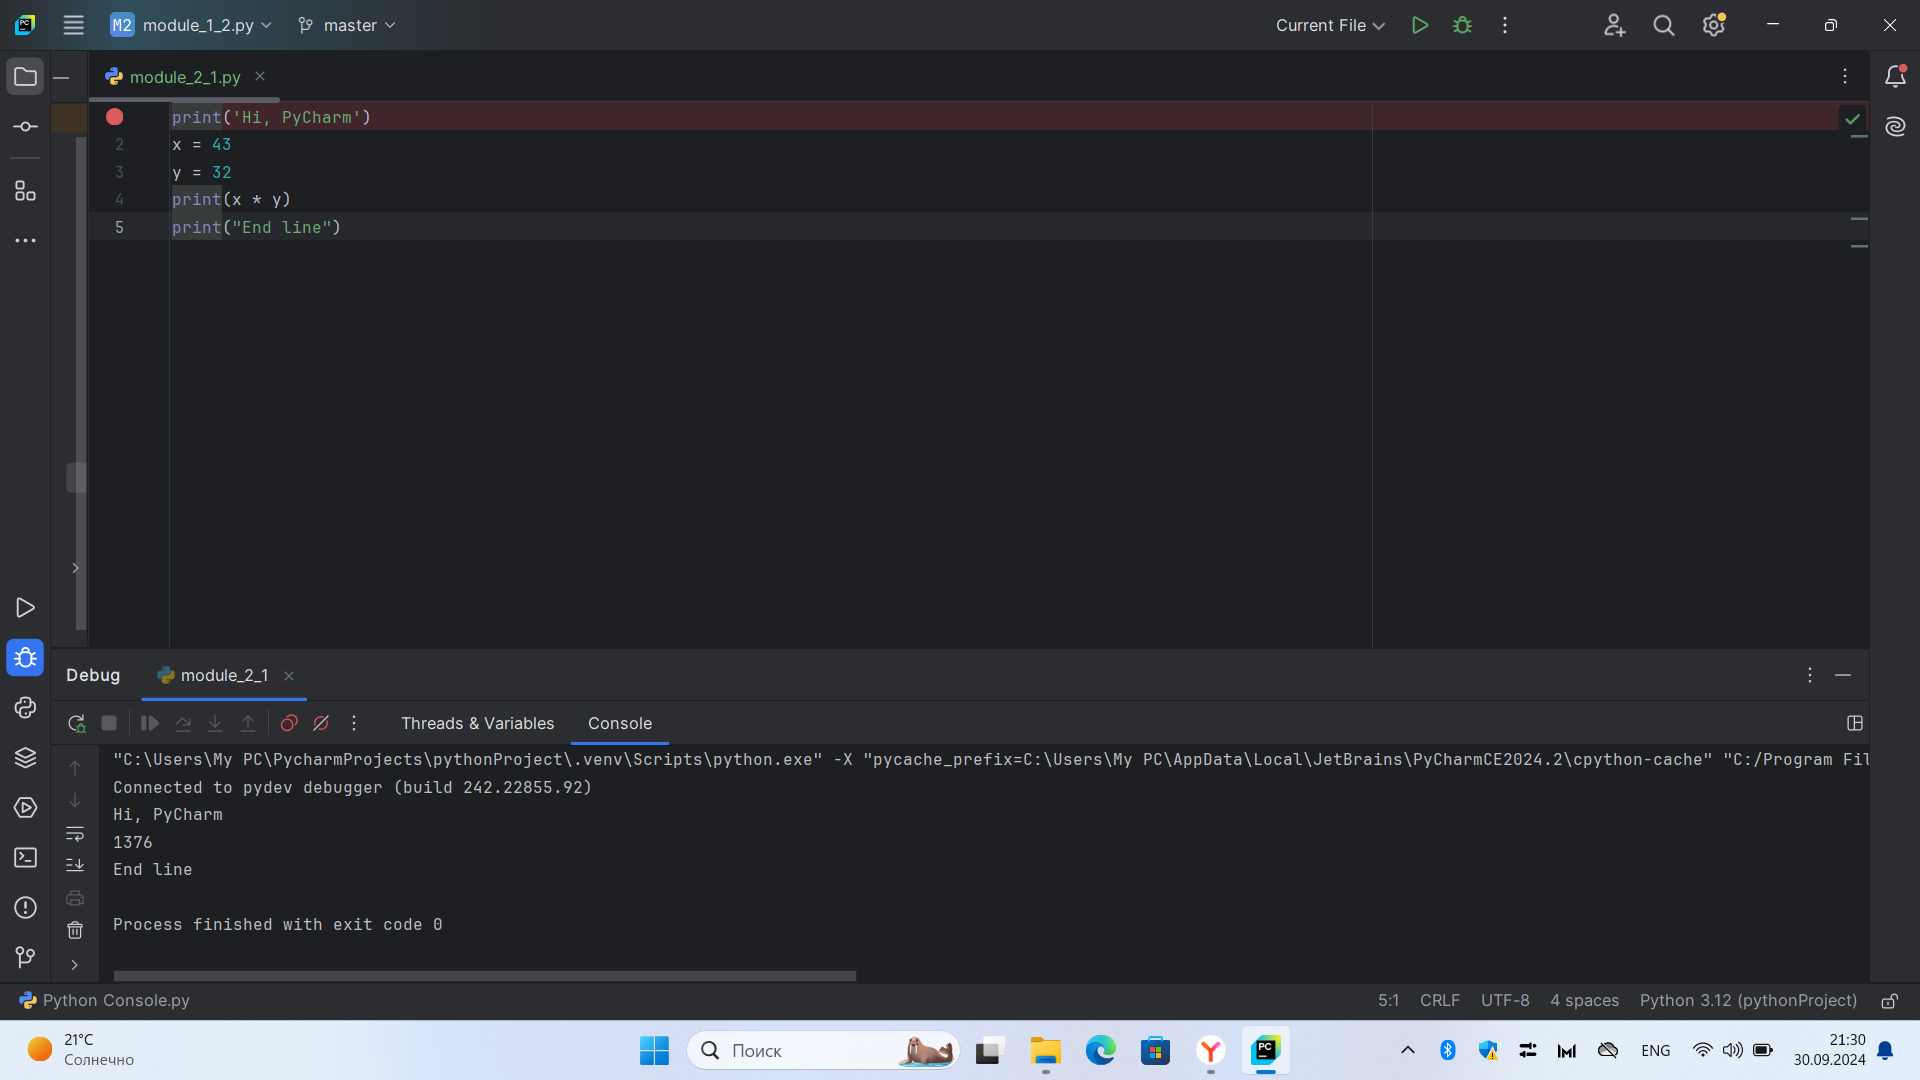 PC
M2 module_1_2.py master Current File
module_2_1.py
print('Hi, PyCharm')
2 x = 43
3 y = 32
4 print(x * y)
5 print("End line")
Debug module_2_1
Threads & Variables Console
"C:\Users\My PC\PycharmProjects\pythonProject\.venv\Scripts\python.exe" -X "pycache_prefix=C:\Users\My PC\AppData\Local\JetBrains\PyCharmCE2024.2\cpython-cache" "C:/Program Fil
Connected to pydev debugger (build 242.22855.92)
Hi, PyCharm
1376
End line
Process finished with exit code 0
Python Console.py 5:1 CRLF UTF-8 4 spaces Python 3.12 (pythonProject)
21°C
Солнечно
Поиск
PC
ENG
21:30
30.09.2024